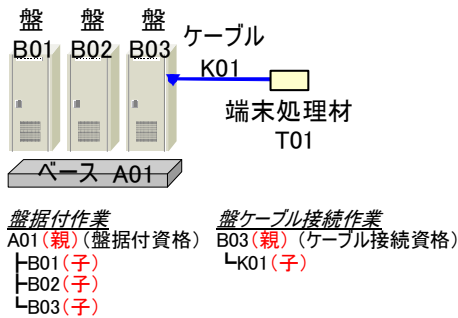 盤 盤 盤
B01 B02 B03
ケーブル
K01
端末処理材
T01
ベース A01
盤据付作業
A01(親)(盤据付資格)
┣B01(子)
┣B02(子)
┗B03(子)
盤ケーブル接続作業
B03(親)(ケーブル接続資格)
┗K01(子)